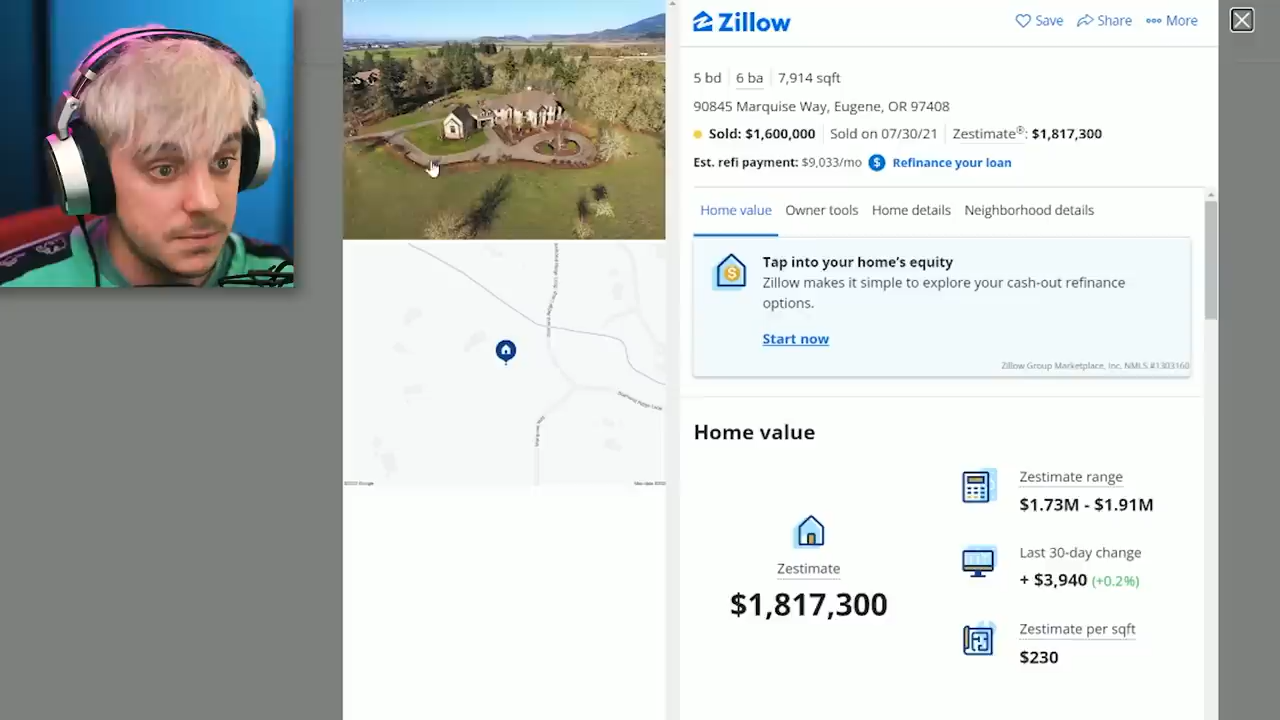 Zillow
Save
Share
More
5 bd
6 ba
7,914 sqft
90845 Marquise Way, Eugene, OR 97408
Sold: $1,600,000
Sold on 07/30/21
Zestimate®: $1,817,300
Est. refi payment: $9,033/mo
$
Refinance your loan
Home value
Owner tools
Home details
Neighborhood details
Tap into your home's equity
Zillow makes it simple to explore your cash-out refinance
options.
Start now
Zillow Group Marketplace, Inc. NMLS #1303160
Home value
Zestimate
$1,817,300
Zestimate range
$1.73M - $1.91M
Last 30-day change
+ $3,940 (+0.2%)
Zestimate per sqft
$230